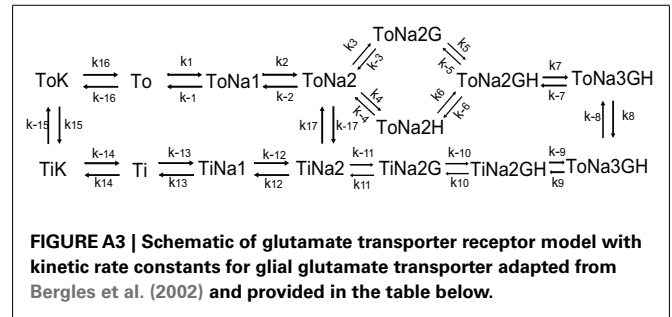 ToNa2G
k3 k-3 k5 k-5
k16 k1 k2 k7
ToK To ToNa1 ToNa2 ToNa2GH ToNa3GH
k-16 k-1 k-2 k-7
k4 k-4 k6 k-6
ToNa2H
k-15 k15 k17 k-17 k-8 k8
k-14 k-13 k-12 k-11 k-10 k-9
TiK Ti TiNa1 TiNa2 TiNa2G TiNa2GH ToNa3GH
k14 k13 k12 k11 k10 k9
FIGURE A3 | Schematic of glutamate transporter receptor model with
kinetic rate constants for glial glutamate transporter adapted from
Bergles et al. (2002) and provided in the table below.